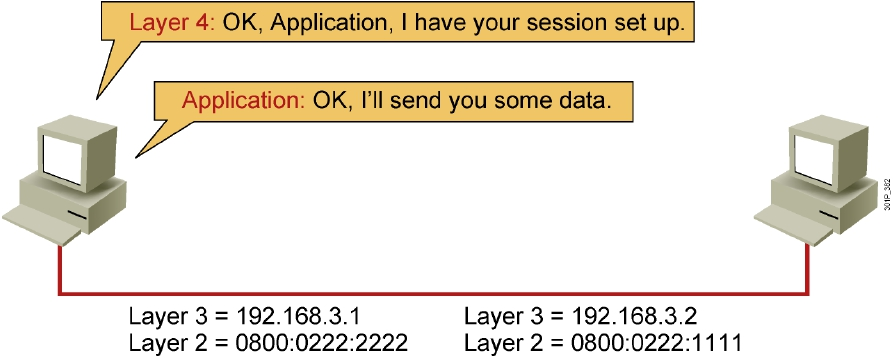 Layer 4: OK, Application, I have your session set up.
Application: OK, I'll send you some data.
301P_382
Layer 3 = 192.168.3.1
Layer 2 = 0800:0222:2222
Layer 3 = 192.168.3.2
Layer 2 = 0800:0222:1111